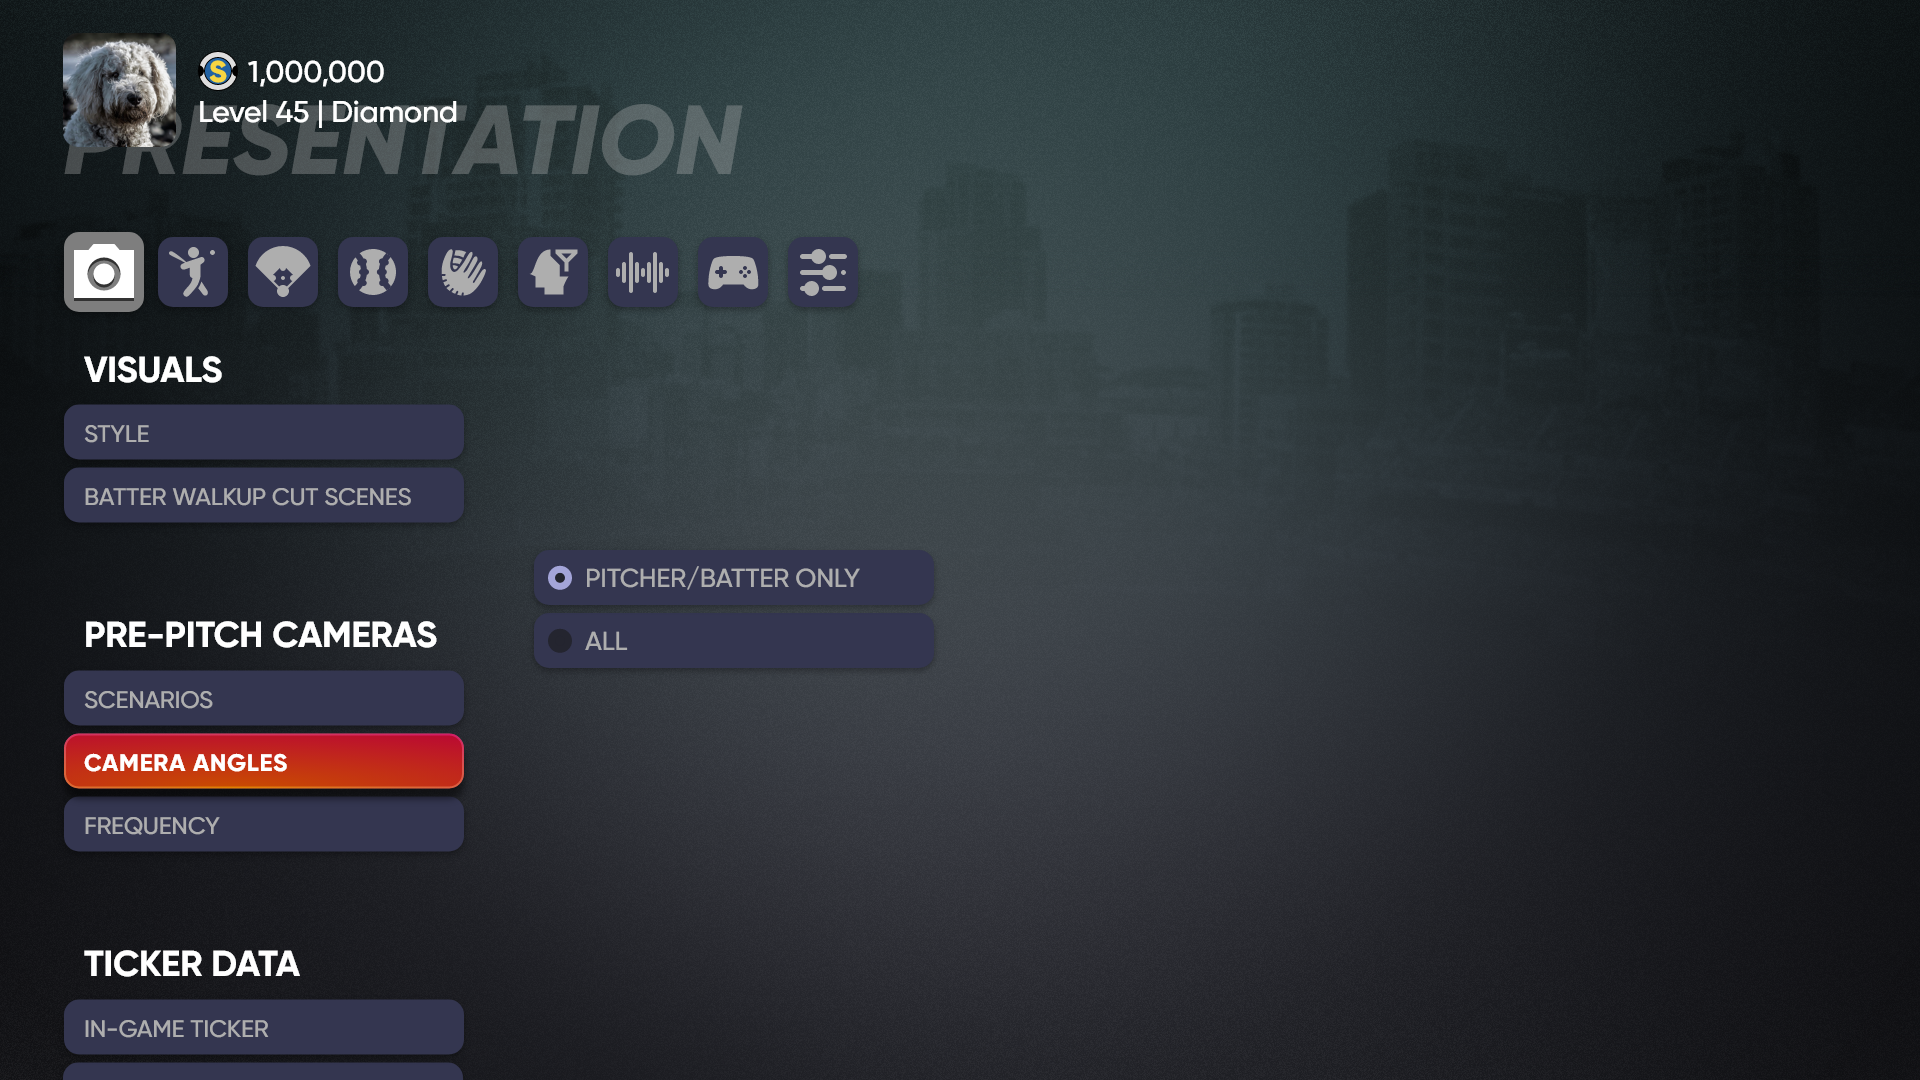 1,000,000
Level 45 | Diamond
PRESENTATION
VISUALS
STYLE
BATTER WALKUP CUT SCENES
PITCHER/BATTER ONLY
ALL
PRE-PITCH CAMERAS
SCENARIOS
CAMERA ANGLES
FREQUENCY
TICKER DATA
IN-GAME TICKER